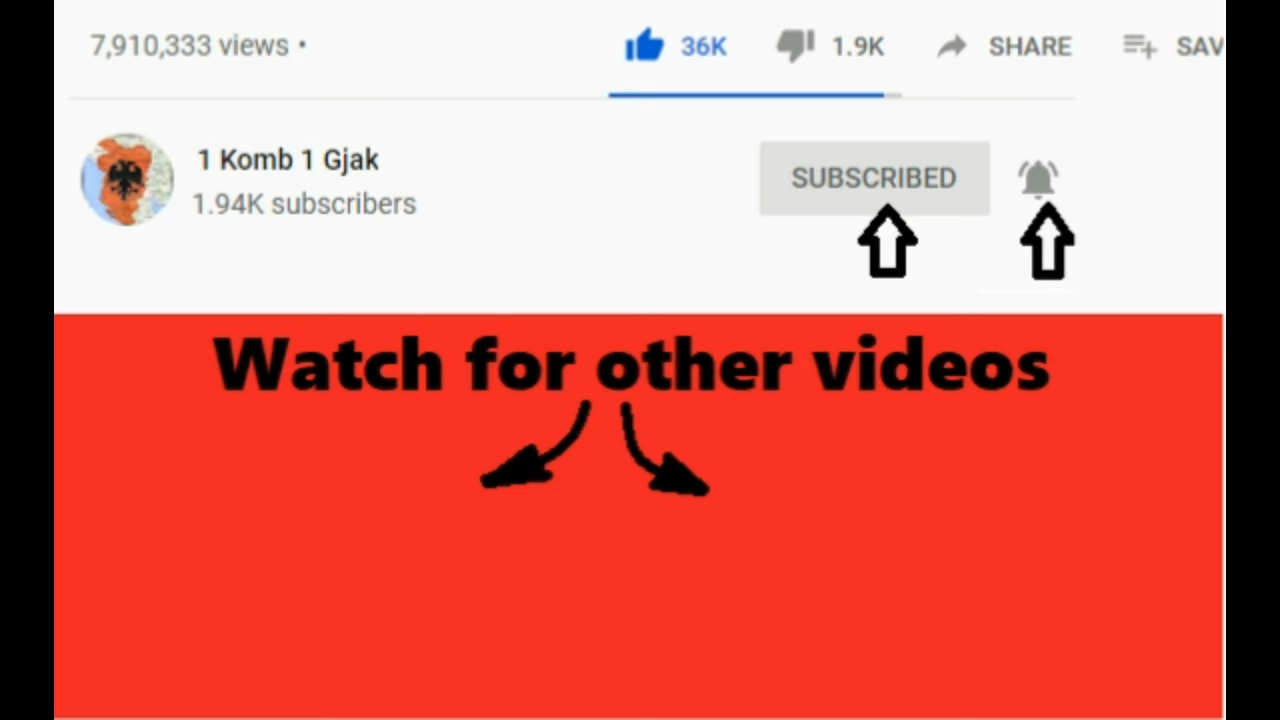 7,910,333 views •
36K
1.9K
SHARE
SAV
1 Komb 1 Gjak
1.94K subscribers
SUBSCRIBED
Watch for other videos